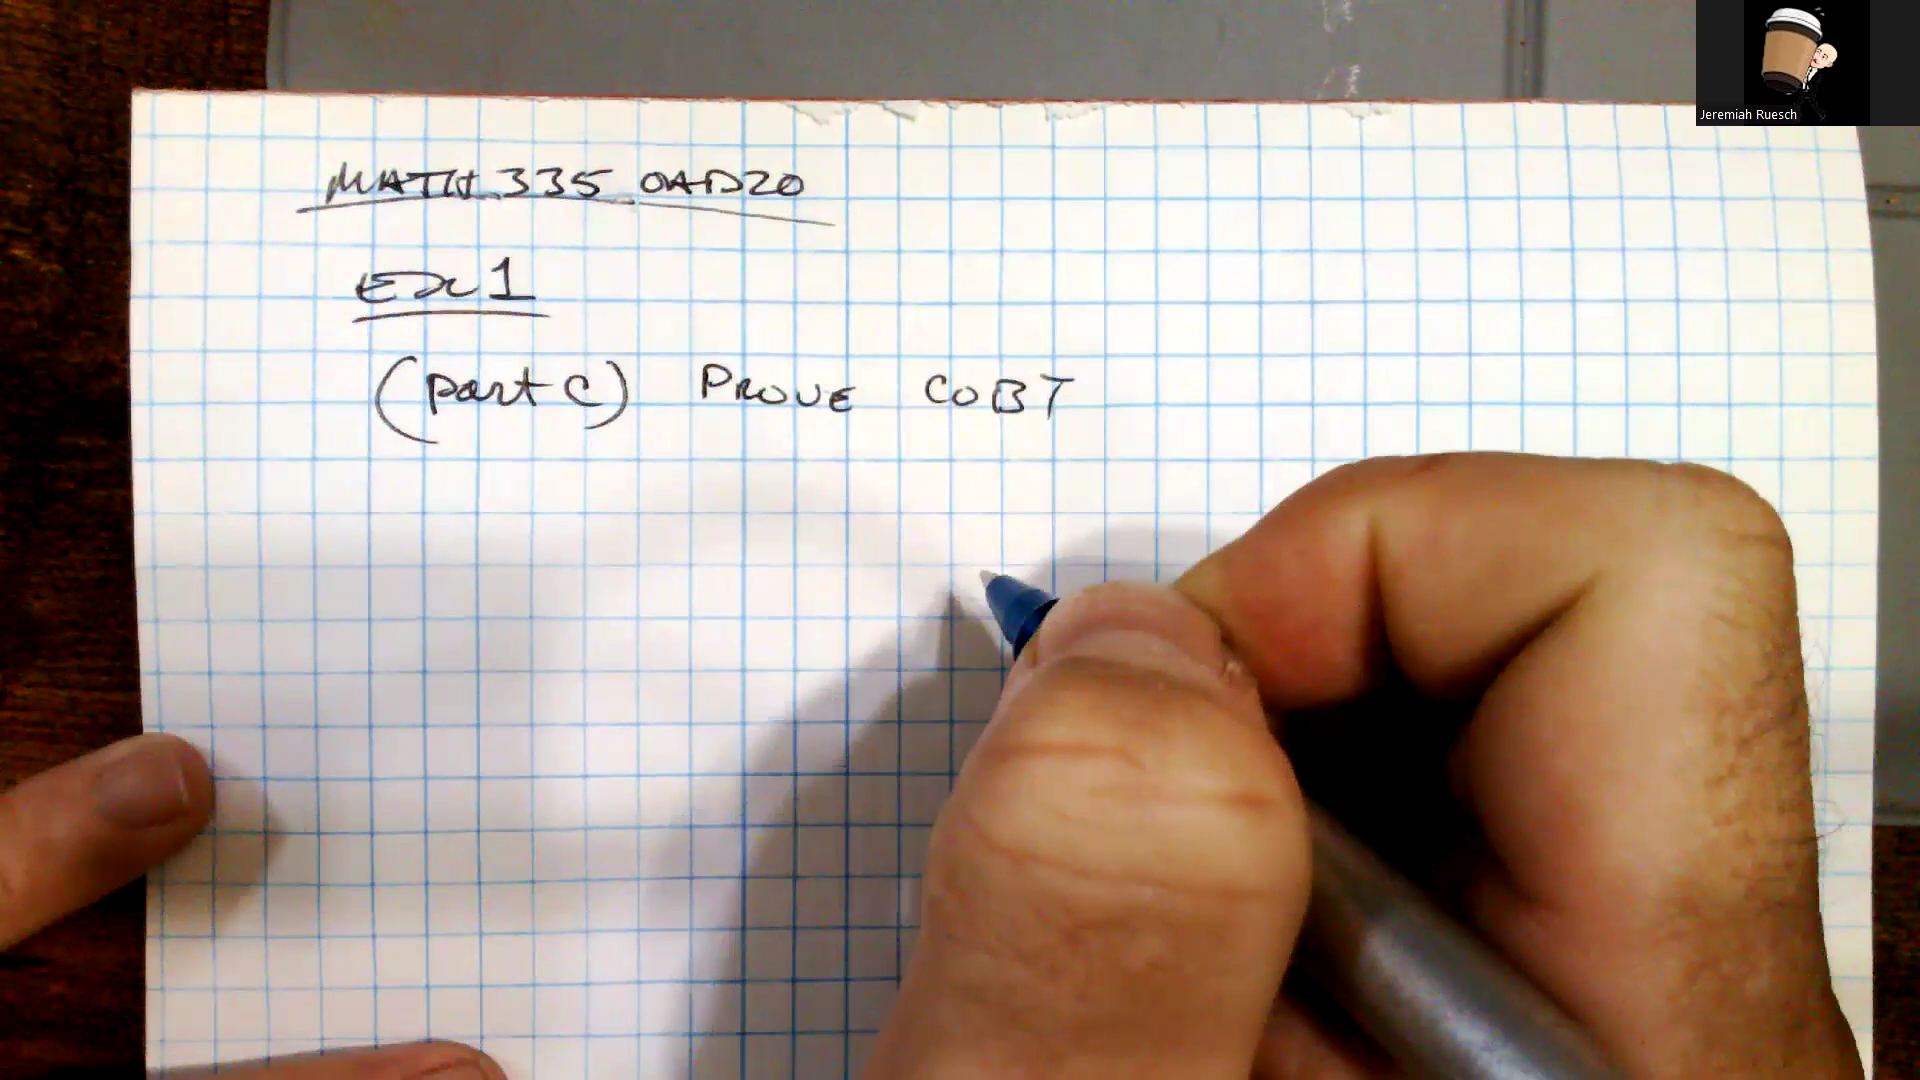 MATH 335 OAD20
Ex 1
(part C) PROVE COBT
Jeremiah Ruesch